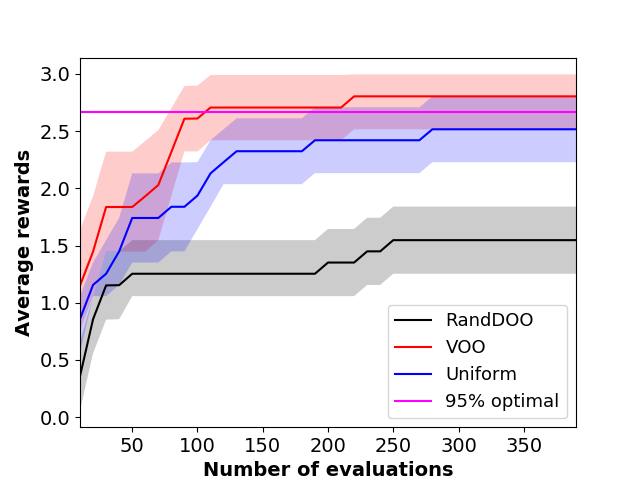 3.0
2.5
2.0
1.5
1.0
0.5
0.0
Average rewards
RandDOO
VOO
Uniform
95% optimal
50 100 150 200 250 300 350
Number of evaluations